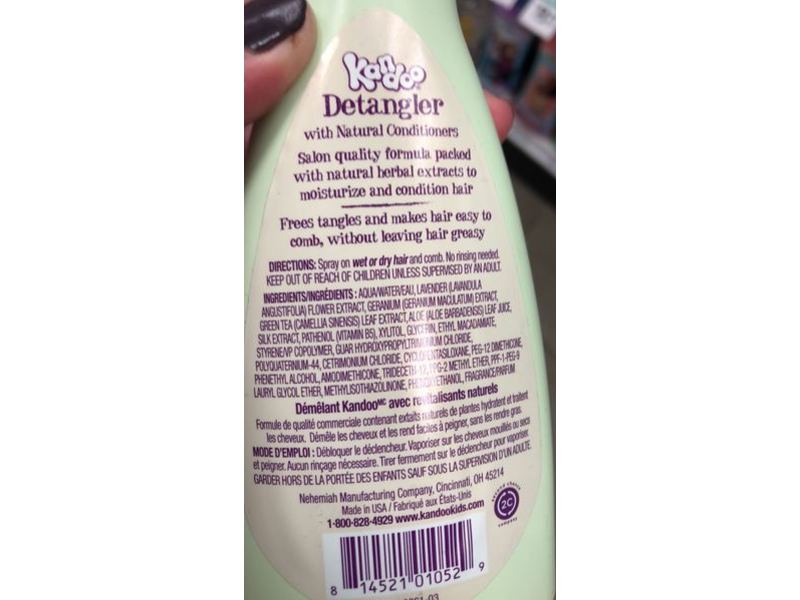 Kandoo
Detangler
with Natural Conditioners
Salon quality formula packed
with natural herbal extracts to
moisturize and condition hair
Frees tangles and makes hair easy to
comb, without leaving hair greasy
DIRECTIONS: Spray on wet or dry hair and comb. No rinsing needed.
KEEP OUT OF REACH OF CHILDREN UNLESS SUPERVISED BY AN ADULT.
INGREDIENTS/INGRÉDIENTS: AQUA/WATER/EAU, LAVENDER (LAVANDULA
ANGUSTIFOLIA) FLOWER EXTRACT, GERANIUM (GERANIUM MACULATUM) EXTRACT,
GREEN TEA (CAMELLIA SINENSIS) LEAF EXTRACT, ALOE (ALOE BARBADENSIS) LEAF JUICE,
SILK EXTRACT, PATHENOL (VITAMIN B5), XYLITOL, GLYCERIN, ETHYL MACADAMIATE,
STYRENE/VP COPOLYMER, GUAR HYDROXYPROPYLTRIMONIUM CHLORIDE,
POLYQUATERNIUM-44, CETRIMONIUM CHLORIDE, CYCLOPENTASILOXANE, PEG-12 DIMETHICONE,
PHENETHYL ALCOHOL, AMODIMETHICONE, TRIDECETH-12, PPG-2 METHYL ETHER, PPF-1-PEG-9
LAURYL GLYCOL ETHER, METHYLISOTHIAZOLINONE, PHENOXYETHANOL, FRAGRANCE/PARFUM
Démêlant Kandooᴹᶜ avec revitalisants naturels
Formule de qualité commerciale contenant extaits naturels de plantes hydratent et traitent
les cheveux. Démêle les cheveux et les rend faciles à peigner, sans les rendre gras.
MODE D'EMPLOI : Débloquer le déclencheur. Vaporiser sur les cheveux mouillés ou secs
et peigner. Aucun rinçage nécessaire. Tirer fermement sur le déclencheur pour vaporiser.
GARDER HORS DE LA PORTÉE DES ENFANTS SAUF SOUS LA SUPERVISION D'UN ADULTE.
Nehemiah Manufacturing Company, Cincinnati, OH 45214
Made in USA / Fabriqué aux États-Unis
1-800-828-4929 www.kandookids.com
second chance
2C
company
8 14521 01052 9